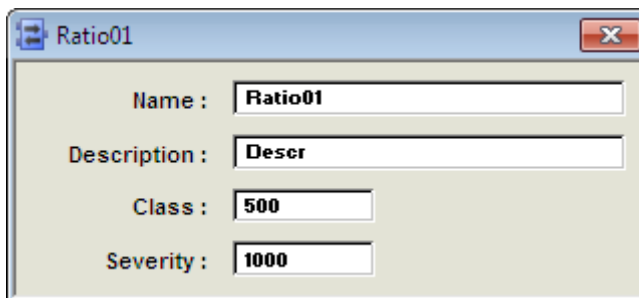 Ratio01
Name : Ratio01
Description : Descr
Class : 500
Severity : 1000